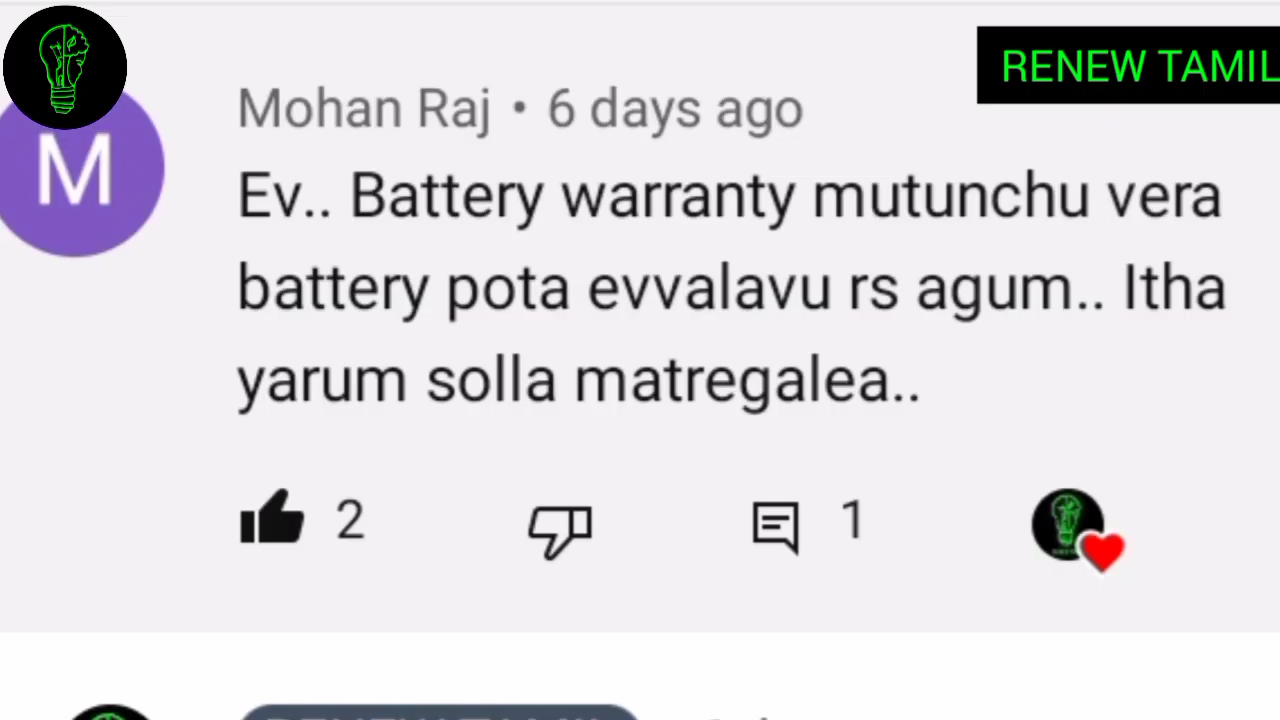 RENEW TAMIL
M
Mohan Raj • 6 days ago
Ev.. Battery warranty mutunchu vera
battery pota evvalavu rs agum.. Itha
yarum solla matregalea..
2
1